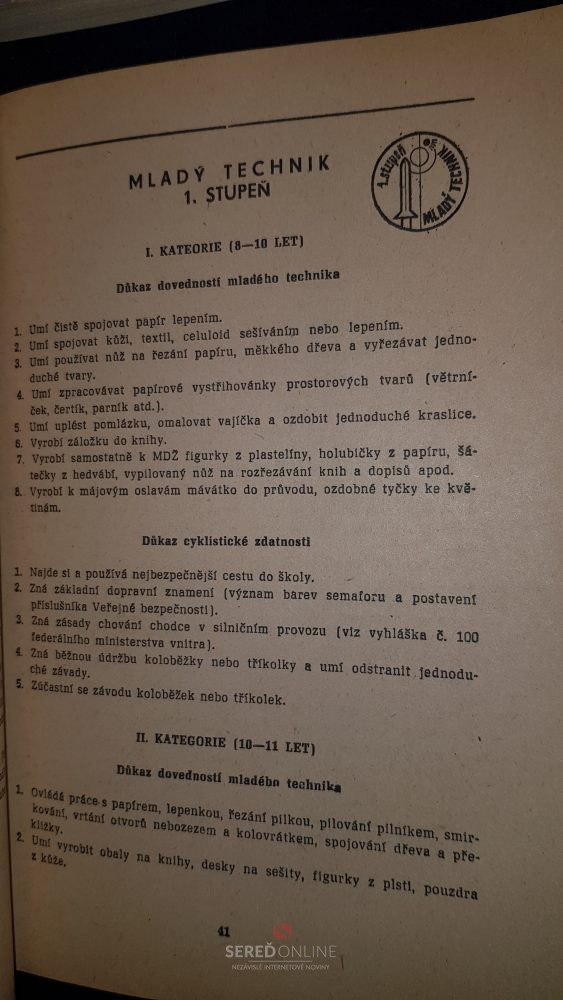 MLADÝ TECHNIK
1. STUPEŇ
1. stupeň
MLADÝ TECHNIK
I. KATEORIE (8—10 LET)
Důkaz dovedností mladého technika
1. Umí čistě spojovat papír lepením.
2. Umí spojovat kůži, textil, celuloid sešíváním nebo lepením.
3. Umí používat nůž na řezání papíru, měkkého dřeva a vyřezávat jedno-
duché tvary.
4. Umí zpracovávat papírové vystřihovánky prostorových tvarů (větrní-
ček, čertík, parník atd.).
5. Umí uplést pomlázku, omalovat vajíčka a ozdobit jednoduché kraslice.
6. Vyrobí záložku do knihy.
7. Vyrobí samostatně k MDŽ figurky z plastelíny, holubičky z papíru, šá-
tečky z hedvábí, vypilovaný nůž na rozřezávání knih a dopisů apod.
8. Vyrobí k májovým oslavám mávátko do průvodu, ozdobné tyčky ke kvě-
tinám.
Důkaz cyklistické zdatnosti
1. Najde si a používá nejbezpečnější cestu do školy.
2. Zná základní dopravní znamení (význam barev semaforu a postavení
příslušníka Veřejné bezpečnosti).
3. Zná zásady chování chodce v silničním provozu (viz vyhláška č. 100
federálního ministerstva vnitra).
4. Zná běžnou údržbu koloběžky nebo tříkolky a umí odstranit jednodu-
ché závady.
5. Zúčastní se závodu koloběžek nebo tříkolek.
II. KATEGORIE (10—11 LET)
Důkaz dovedností mladého technika
1. Ovládá práce s papírem, lepenkou, řezání pilkou, pilování pilníkem, smir-
kování, vrtání otvorů nebozezem a kolovrátkem, spojování dřeva a pře-
kližky.
2. Umí vyrobit obaly na knihy, desky na sešity, figurky z plsti, pouzdra
z kůže.
41
SEREĎONLINE
NEZÁVISLÉ INTERNETOVÉ NOVINY